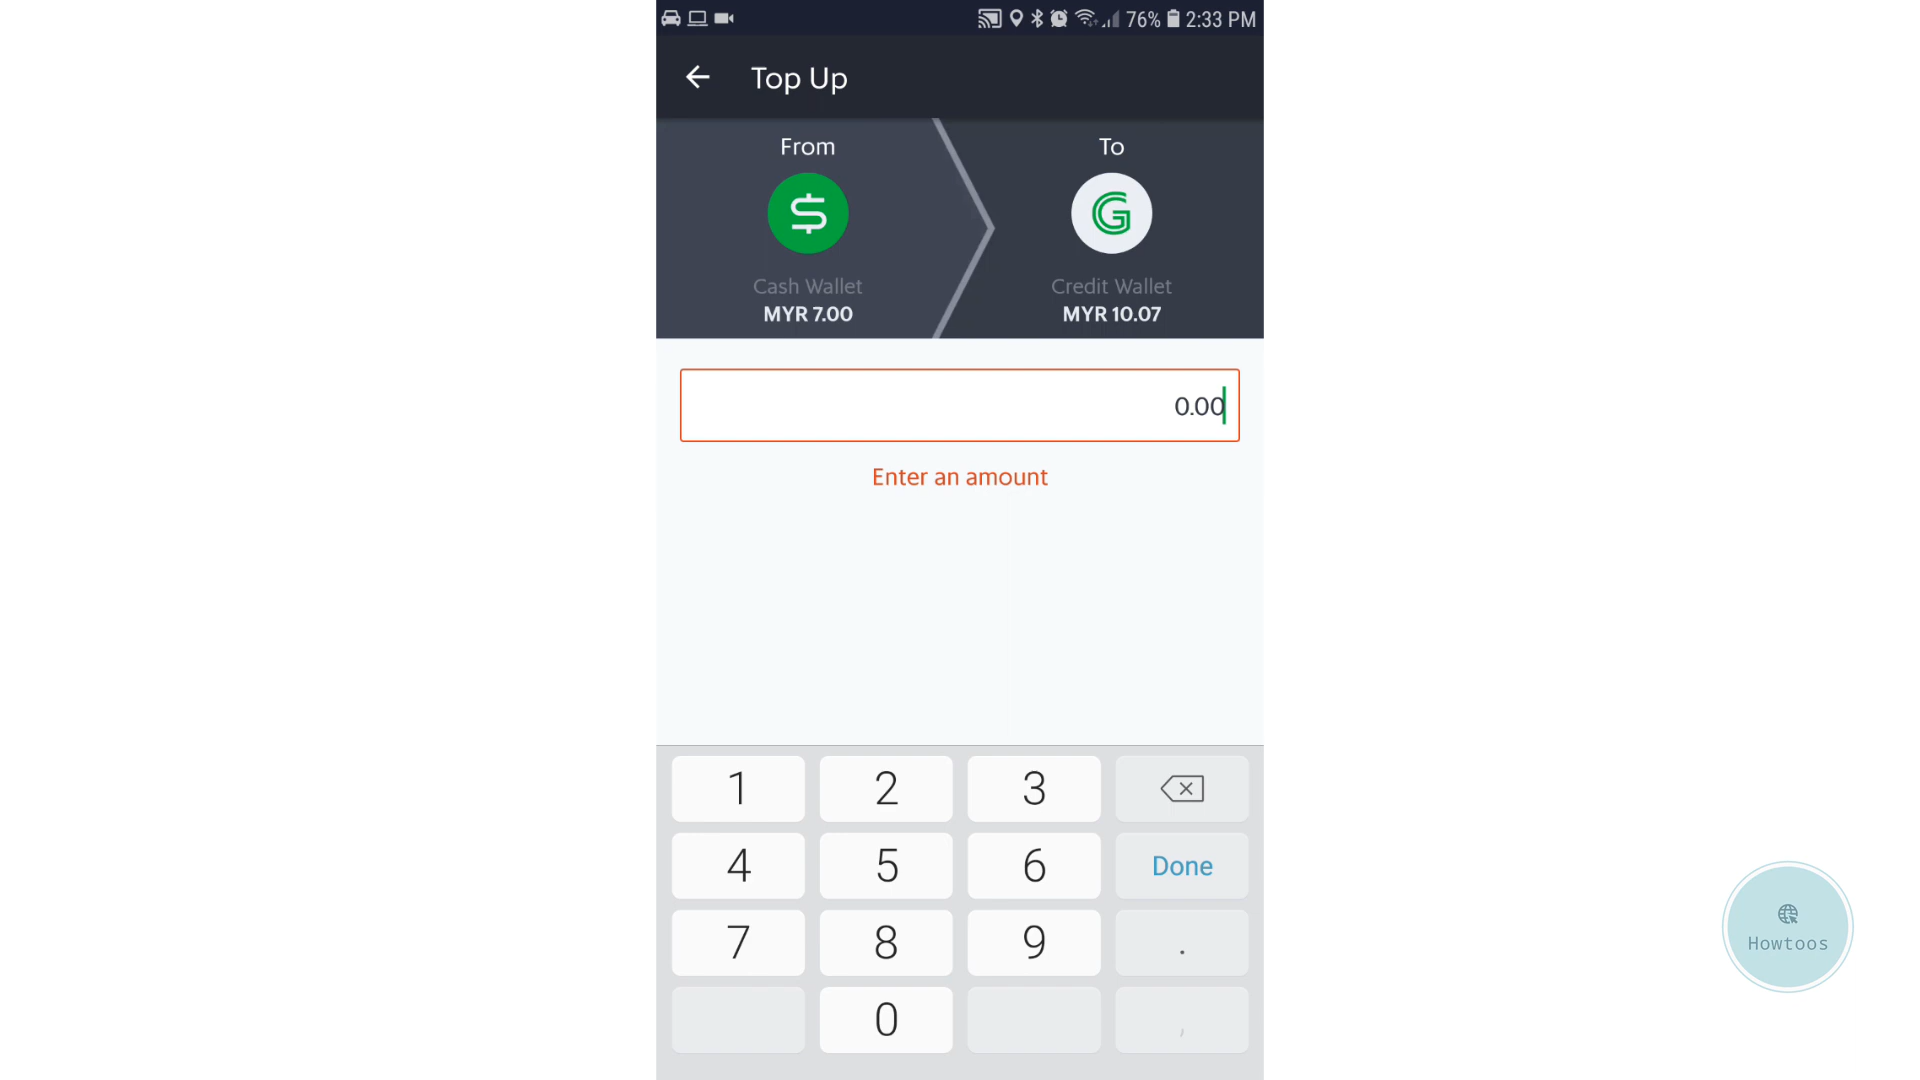 76% 2:33 PM
Top Up
From
To
$
G
Cash Wallet
Credit Wallet
MYR 7.00
MYR 10.07
0.00
Enter an amount
1 2 3
4 5 6 Done
7 8 9 .
0 ,
Howtoos